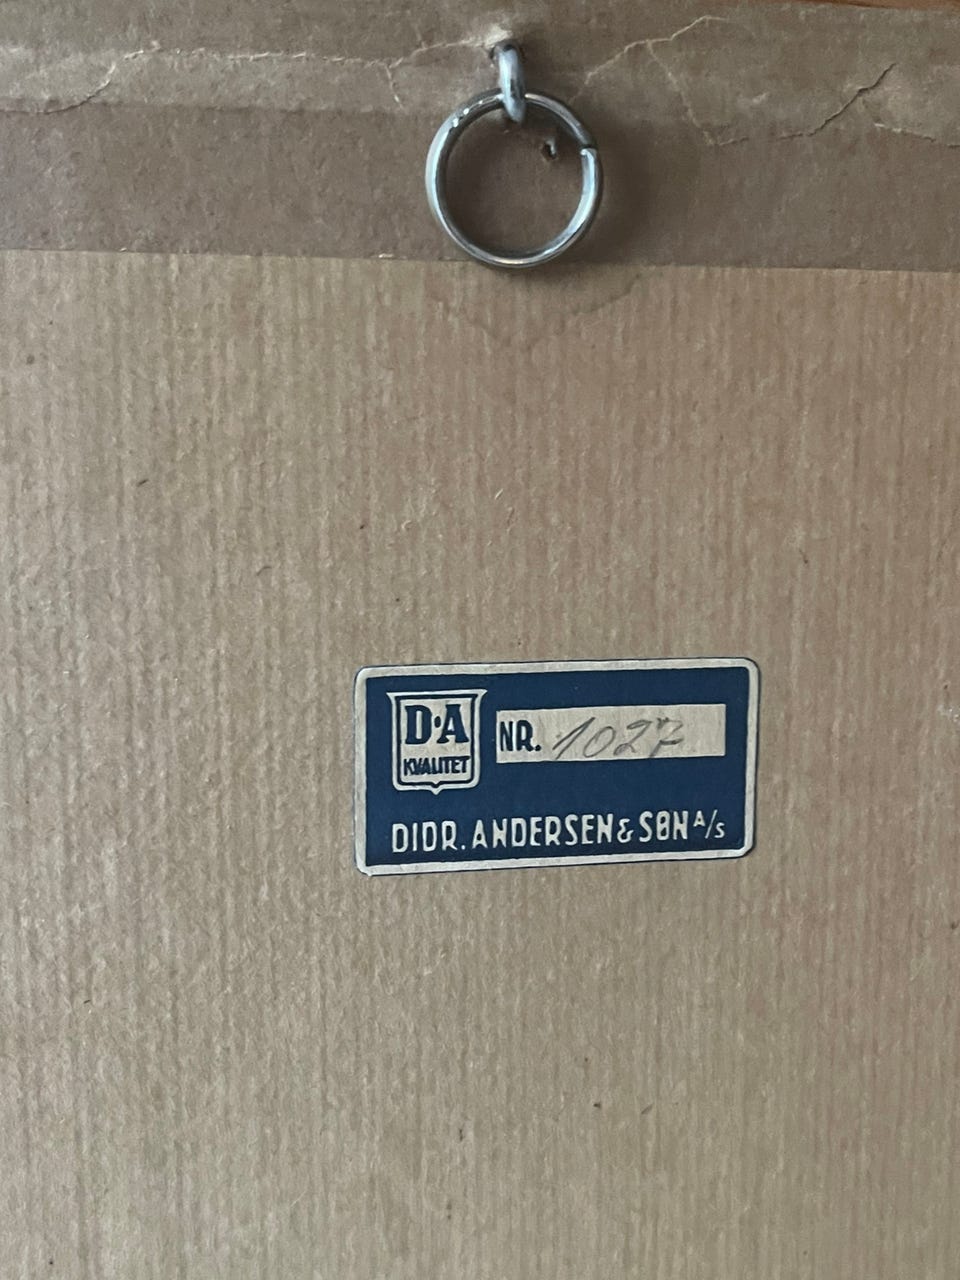 D·A
KVALITET
NR. 1027
DIDR. ANDERSEN & SØN A/S